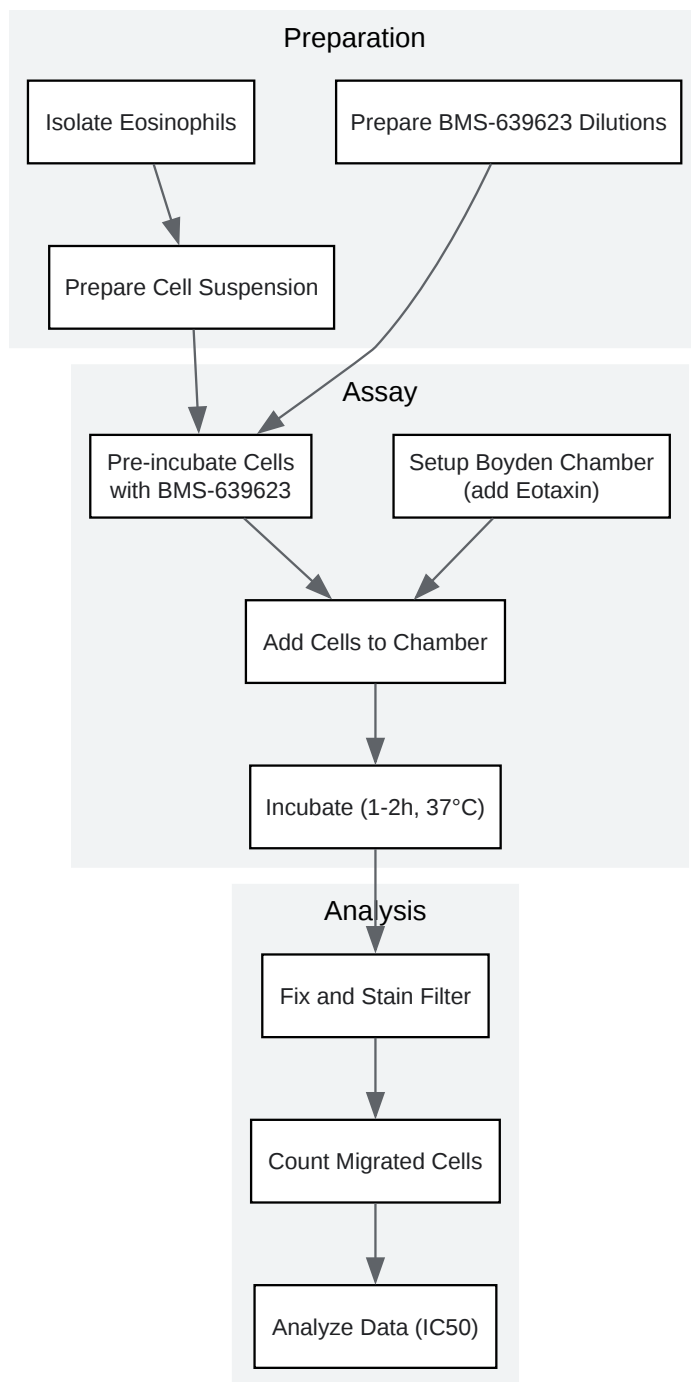 Preparation
Isolate Eosinophils
Prepare BMS-639623 Dilutions
Prepare Cell Suspension
Assay
Pre-incubate Cells
with BMS-639623
Setup Boyden Chamber
(add Eotaxin)
Add Cells to Chamber
Incubate (1-2h, 37°C)
Analysis
Fix and Stain Filter
Count Migrated Cells
Analyze Data (IC50)